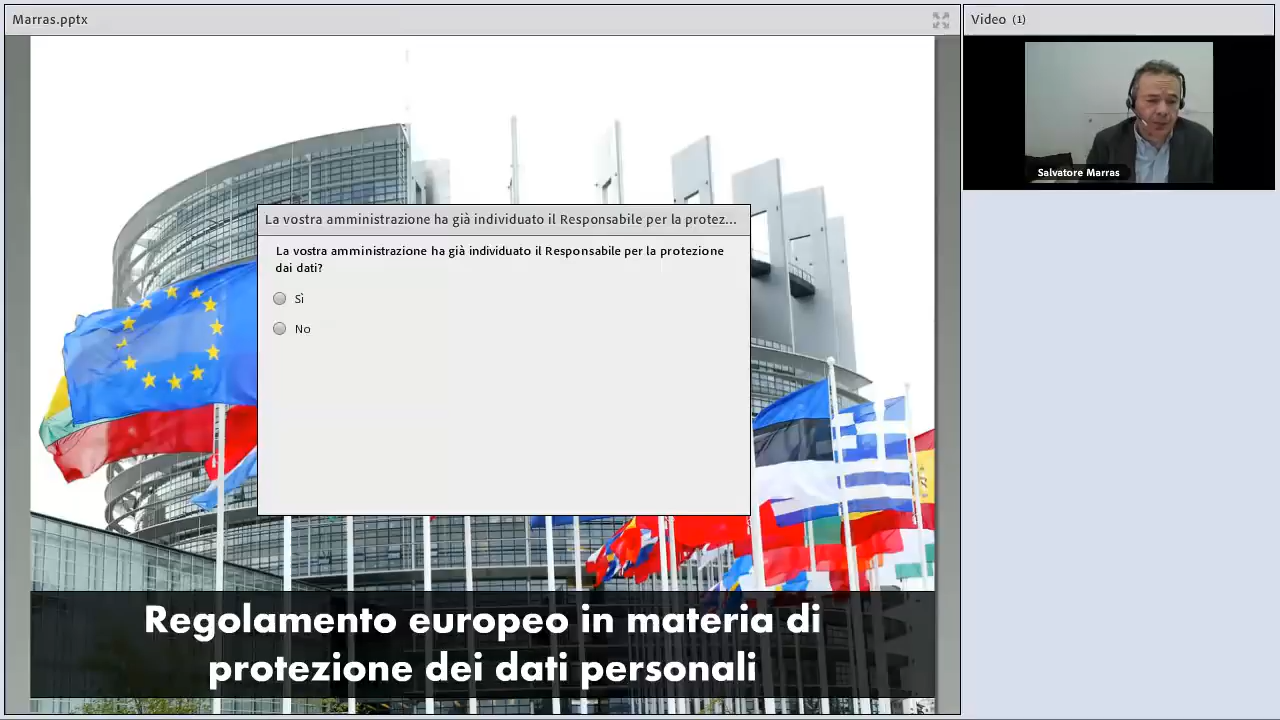 Marras.pptx
Video (1)
Salvatore Marras
La vostra amministrazione ha già individuato il Responsabile per la protez...
La vostra amministrazione ha già individuato il Responsabile per la protezione
dai dati?
Sì
No
Regolamento europeo in materia di
protezione dei dati personali